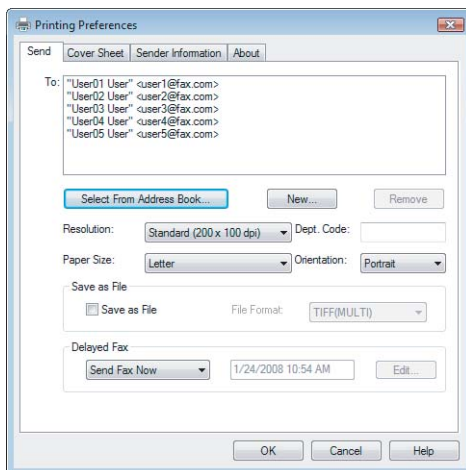 Printing Preferences
Send Cover Sheet Sender Information About
To: "User01 User" <user1@fax.com>
"User02 User" <user2@fax.com>
"User03 User" <user3@fax.com>
"User04 User" <user4@fax.com>
"User05 User" <user5@fax.com>
Select From Address Book... New... Remove
Resolution: Standard (200 x 100 dpi) Dept. Code:
Paper Size: Letter Orientation: Portrait
Save as File
Save as File File Format: TIFF(MULTI)
Delayed Fax
Send Fax Now 1/24/2008 10:54 AM Edit...
OK Cancel Help